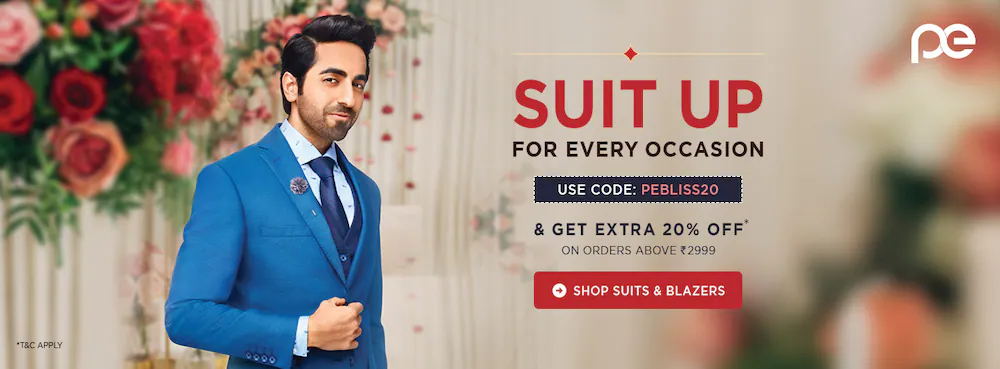 pe
SUIT UP
FOR EVERY OCCASION
USE CODE: PEBLISS20
& GET EXTRA 20% OFF*
ON ORDERS ABOVE ₹2999
SHOP SUITS & BLAZERS
*T&C APPLY